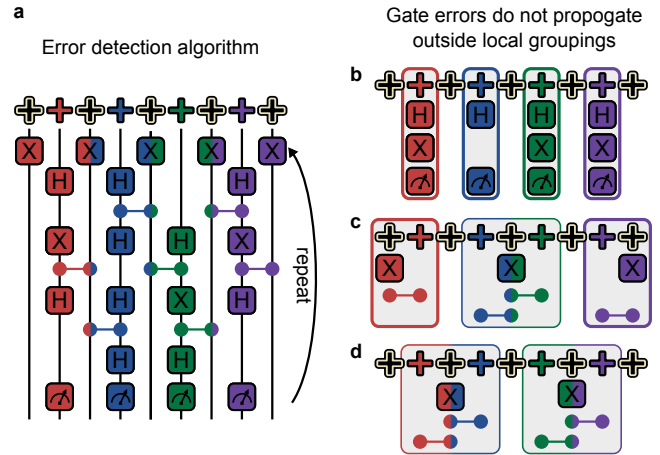 a
Error detection algorithm
X X X X X
H H H
X H H X
H H X H
H H
repeat
Gate errors do not propogate
outside local groupings
b
H H H H
X X X
c
X X X
d
X X